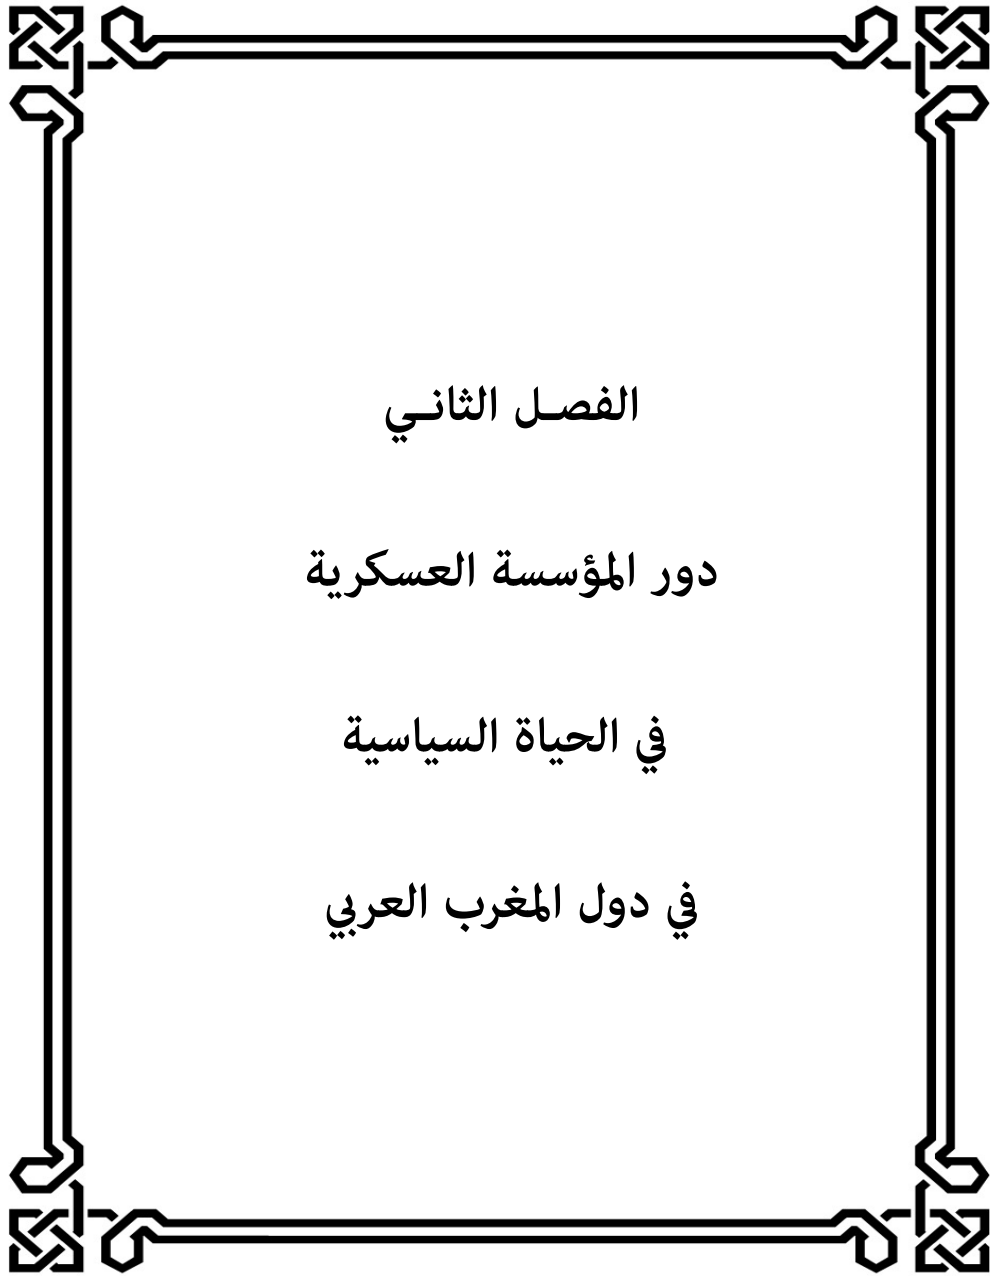 الفصـل الثانـي
دور المؤسسة العسكرية
في الحياة السياسية
في دول المغرب العربي